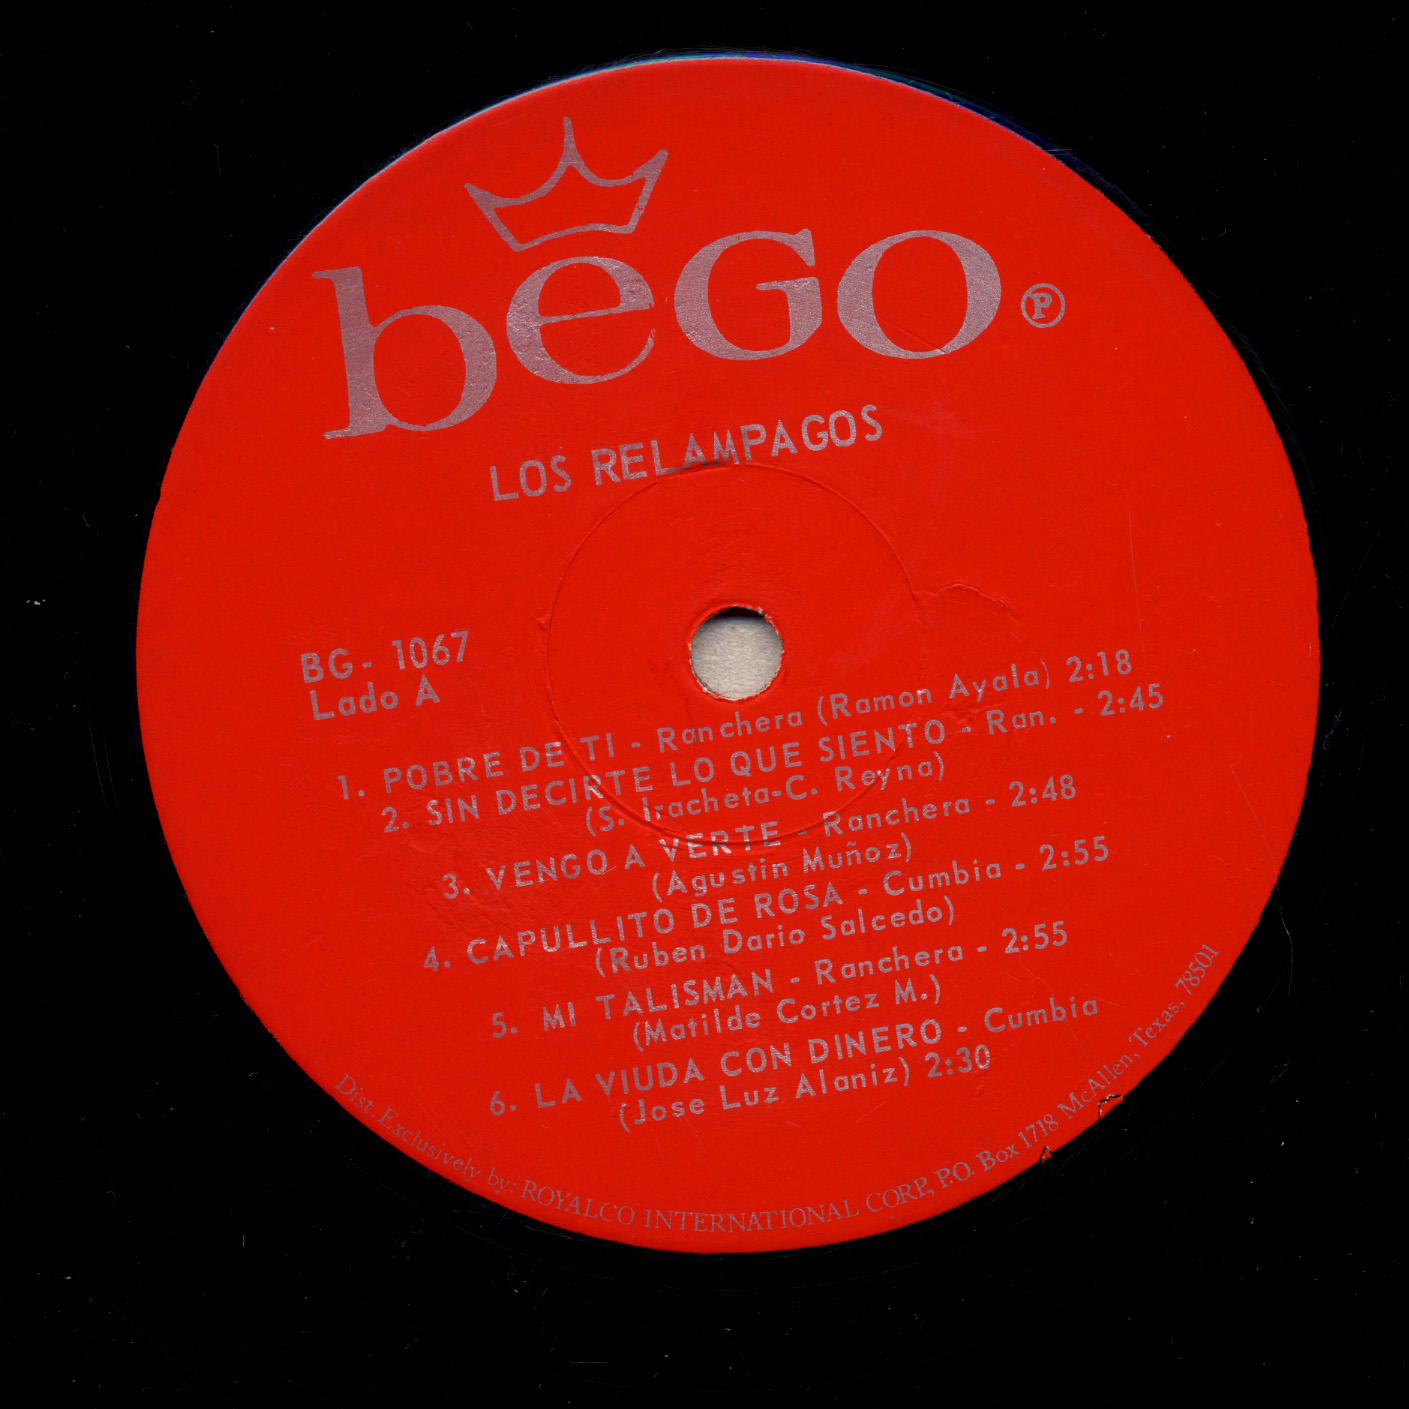 beGO ℗
LOS RELAMPAGOS
BG- 1067
Lado A
1. POBRE DE TI - Ranchera (Ramon Ayala) 2:18
2. SIN DECIRTE LO QUE SIENTO - Ran. - 2:45
(S. Iracheta-C. Reyna)
3. VENGO A VERTE - Ranchera - 2:48
(Agustin Muñoz)
4. CAPULLITO DE ROSA - Cumbia - 2:55
(Ruben Dario Salcedo)
5. MI TALISMAN - Ranchera - 2:55
(Matilde Cortez M.)
6. LA VIUDA CON DINERO - Cumbia
(Jose Luz Alaniz) 2:30
Dist. Exclusively by: ROYALCO INTERNATIONAL CORP., P.O. Box 1718 McAllen, Texas, 78501